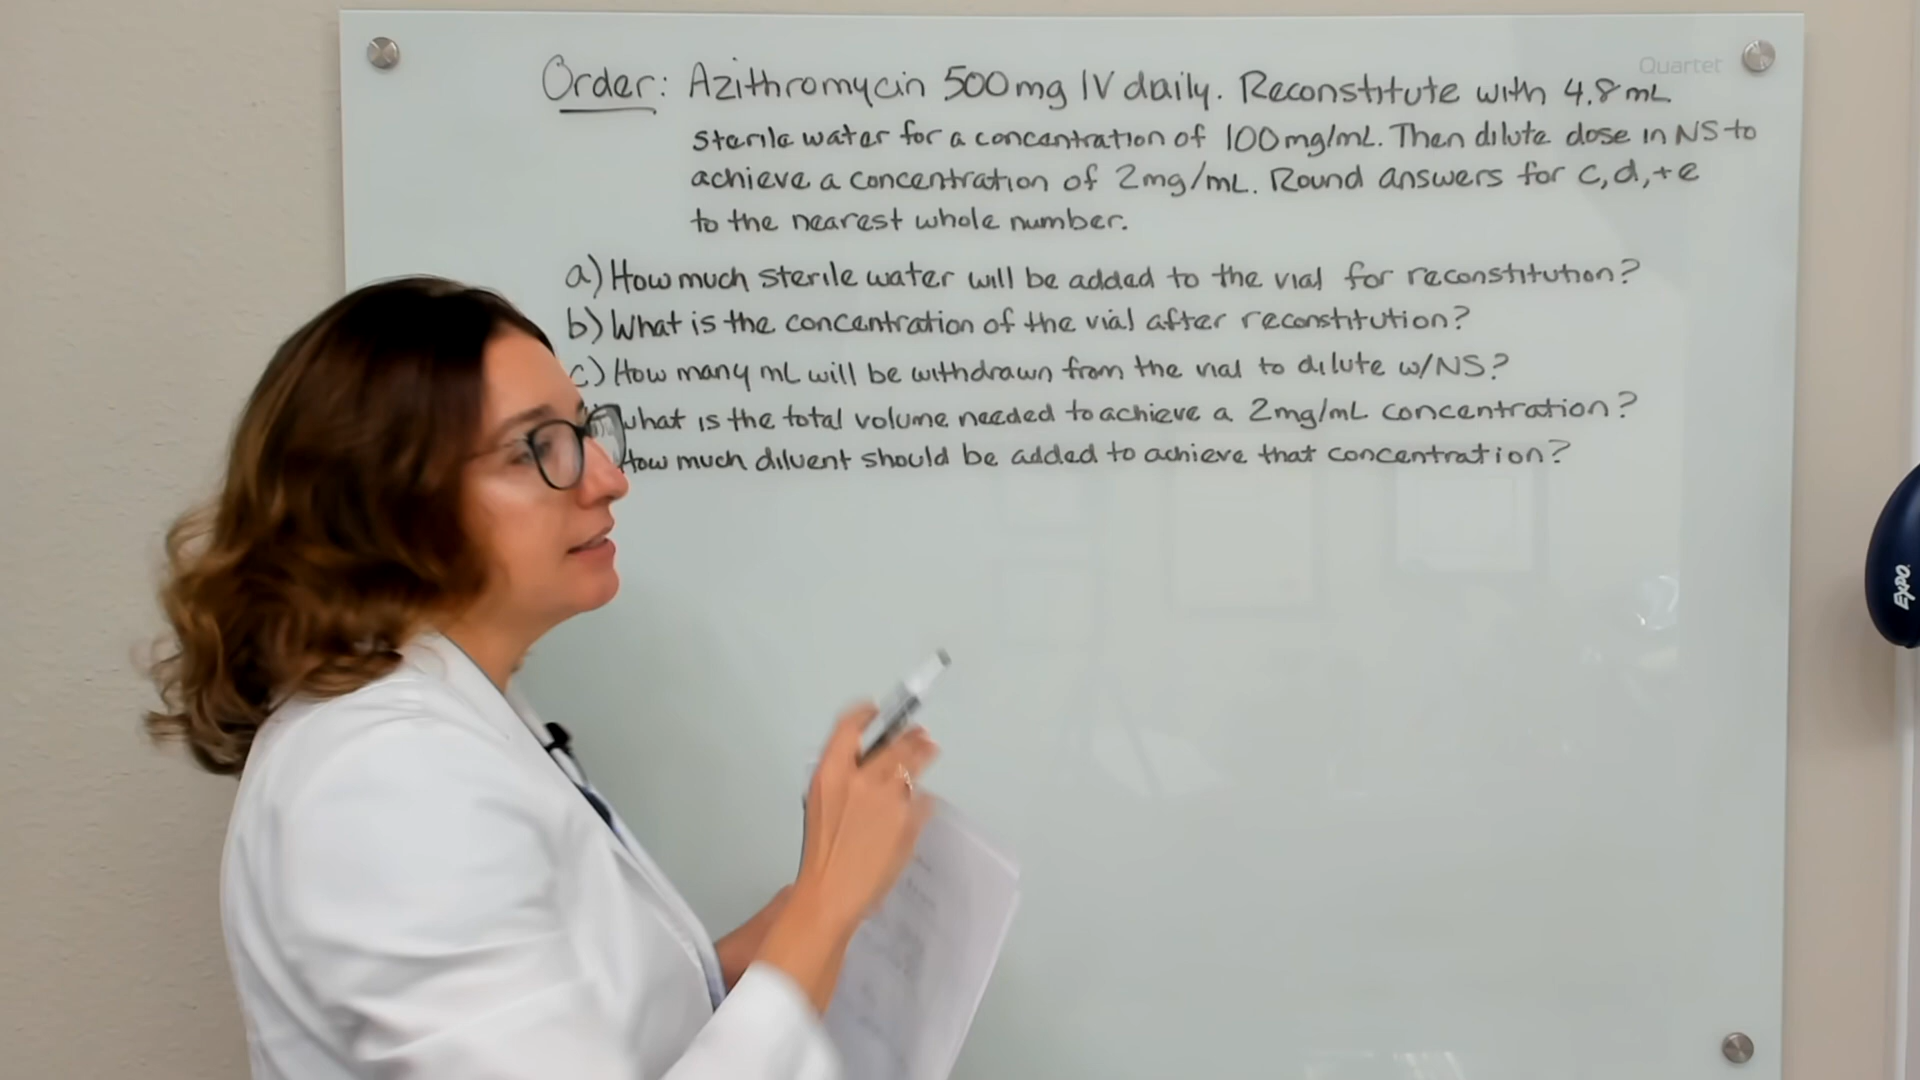 Quartet
Order: Azithromycin 500mg IV daily. Reconstitute with 4.8mL
sterile water for a concentration of 100mg/mL. Then dilute dose in NS to
achieve a concentration of 2mg/mL. Round answers for c,d,+e
to the nearest whole number.
a) How much sterile water will be added to the vial for reconstitution?
b) What is the concentration of the vial after reconstitution?
c) How many mL will be withdrawn from the vial to dilute w/NS?
what is the total volume needed to achieve a 2mg/mL concentration?
How much diluent should be added to achieve that concentration?
EXPO